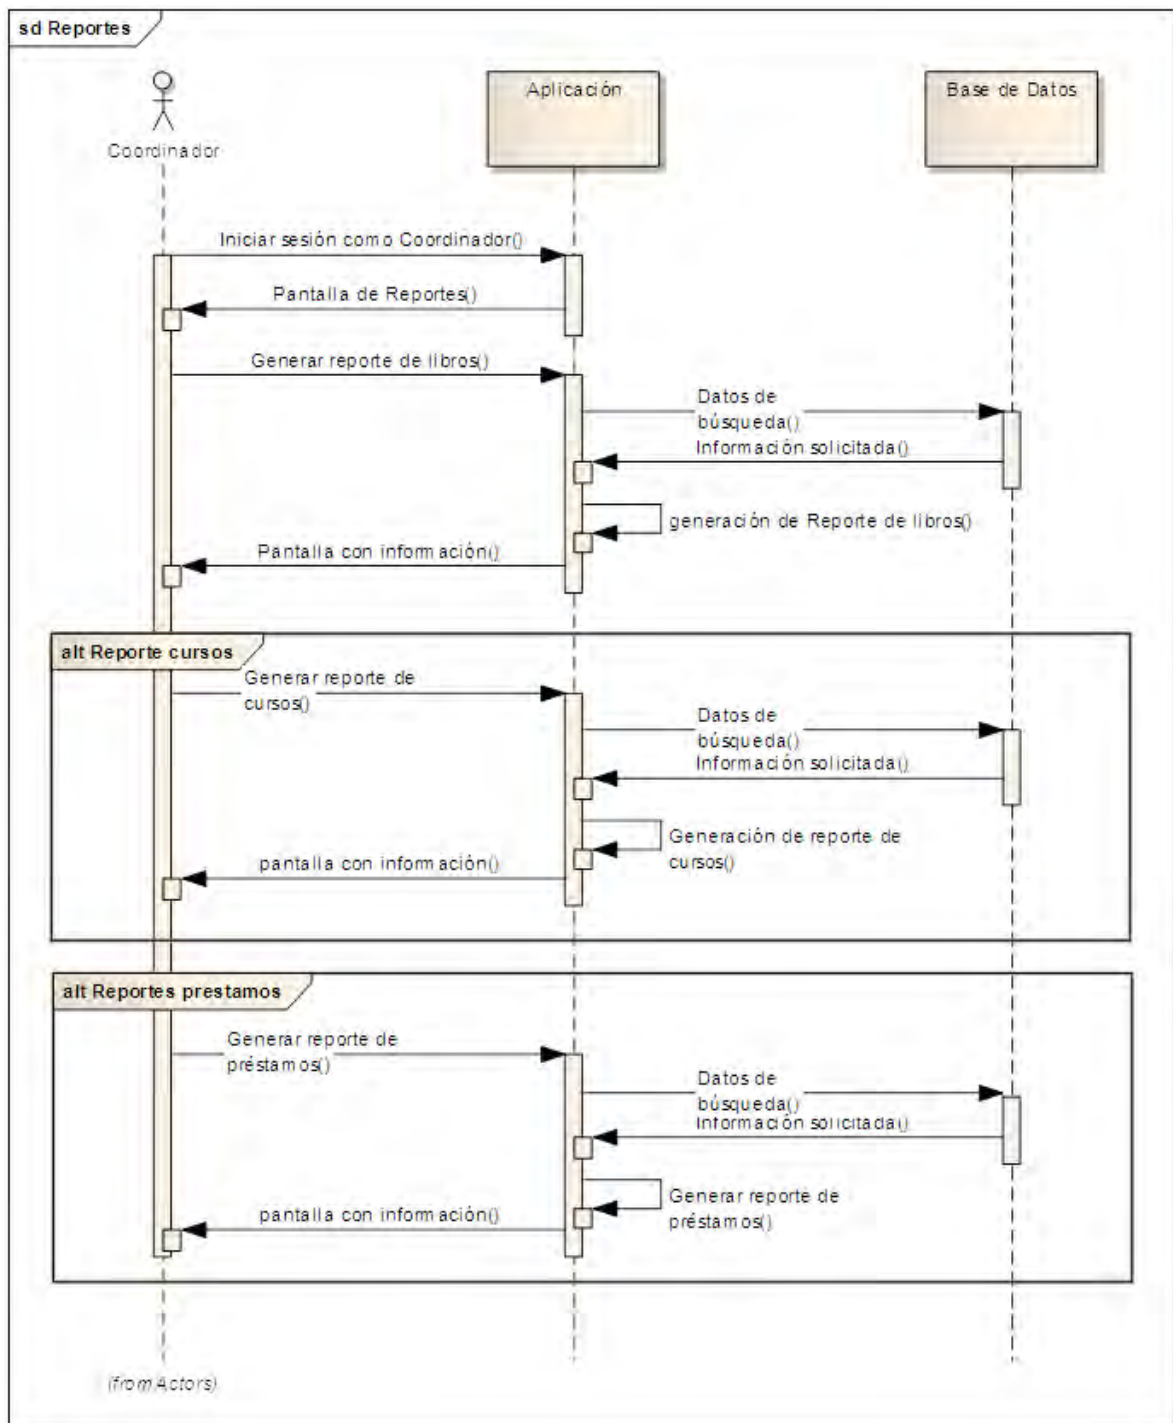 sd Reportes
Aplicación
Base de Datos
Coordinador
Iniciar sesión como Coordinador()
Pantalla de Reportes()
Generar reporte de libros()
Datos de
búsqueda()
Información solicitada()
generación de Reporte de libros()
Pantalla con información()
alt Reporte cursos
Generar reporte de
cursos()
Datos de
búsqueda()
Información solicitada()
Generación de reporte de
cursos()
pantalla con información()
alt Reportes prestamos
Generar reporte de
préstamos()
Datos de
búsqueda()
Información solicitada()
Generar reporte de
préstamos()
pantalla con información()
(from Actors)